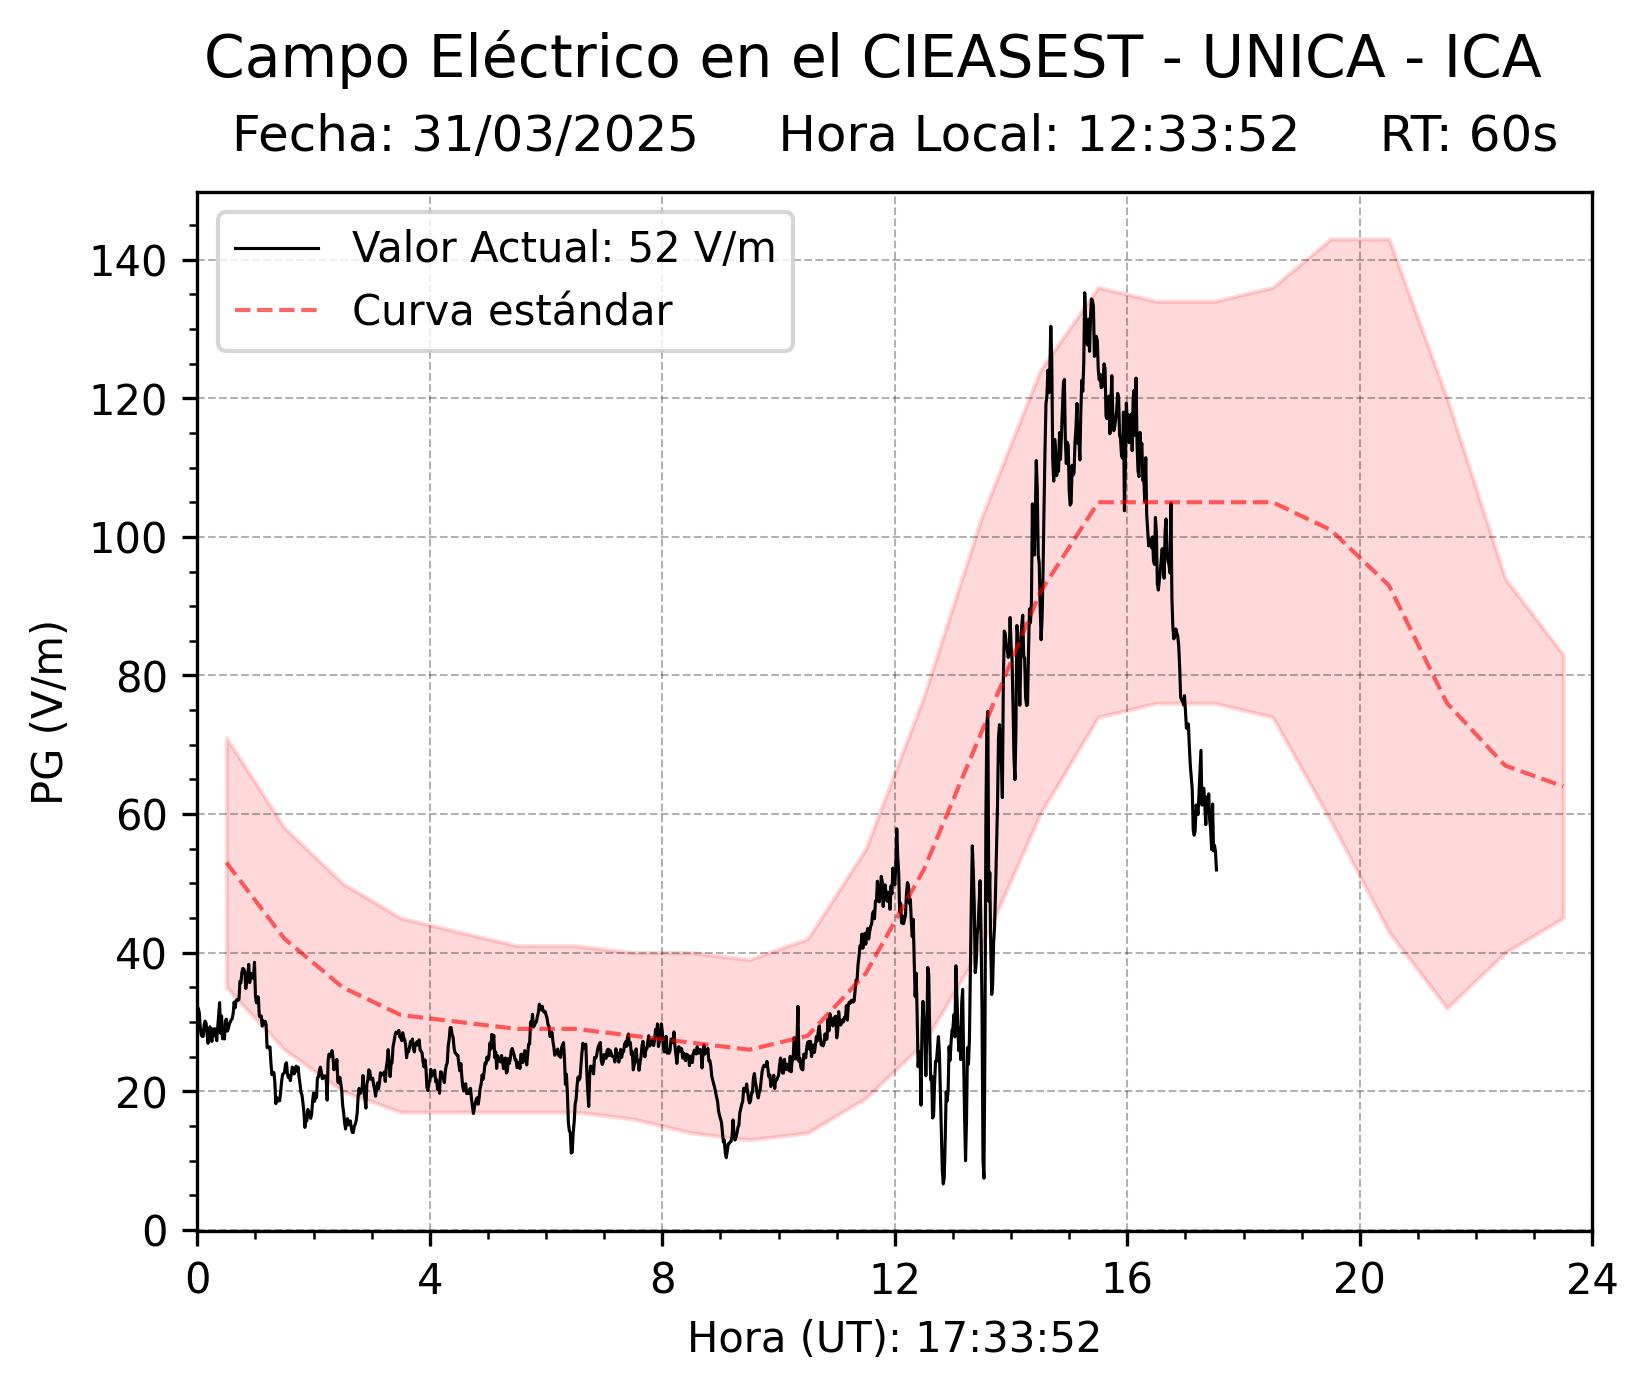 Campo Eléctrico en el CIEASEST - UNICA - ICA
Fecha: 31/03/2025 Hora Local: 12:33:52 RT: 60s
Valor Actual: 52 V/m
Curva estándar
140
120
100
80
60
40
20
0
PG (V/m)
0 4 8 12 16 20 24
Hora (UT): 17:33:52